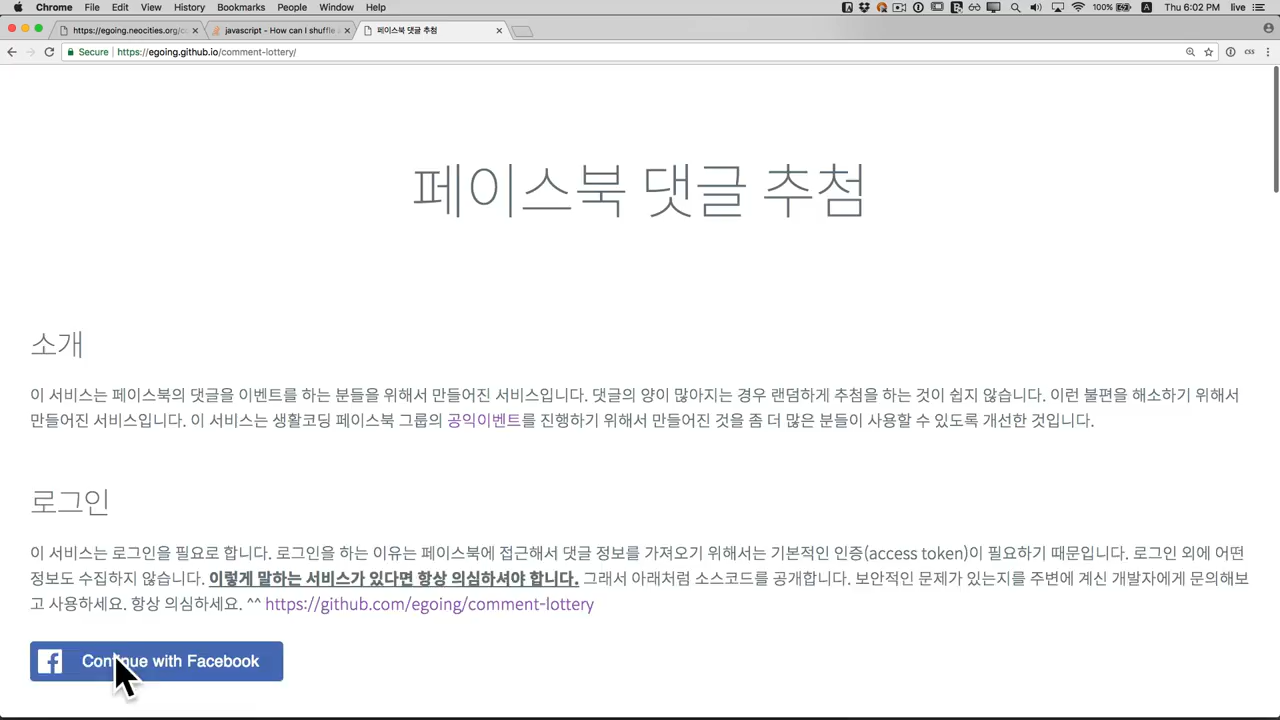 Chrome File Edit View History Bookmarks People Window Help 100% Thu 6:02 PM live
https://egoing.neocities.org/c javascript - How can I shuffle a 페이스북 댓글 추첨
Secure https://egoing.github.io/comment-lottery/ css
페이스북 댓글 추첨
소개
이 서비스는 페이스북의 댓글을 이벤트를 하는 분들을 위해서 만들어진 서비스입니다. 댓글의 양이 많아지는 경우 랜덤하게 추첨을 하는 것이 쉽지 않습니다. 이런 불편을 해소하기 위해서
만들어진 서비스입니다. 이 서비스는 생활코딩 페이스북 그룹의 공익이벤트를 진행하기 위해서 만들어진 것을 좀 더 많은 분들이 사용할 수 있도록 개선한 것입니다.
로그인
이 서비스는 로그인을 필요로 합니다. 로그인을 하는 이유는 페이스북에 접근해서 댓글 정보를 가져오기 위해서는 기본적인 인증(access token)이 필요하기 때문입니다. 로그인 외에 어떤
정보도 수집하지 않습니다. 이렇게 말하는 서비스가 있다면 항상 의심하셔야 합니다. 그래서 아래처럼 소스코드를 공개합니다. 보안적인 문제가 있는지를 주변에 계신 개발자에게 문의해보
고 사용하세요. 항상 의심하세요. ^^ https://github.com/egoing/comment-lottery
Continue with Facebook